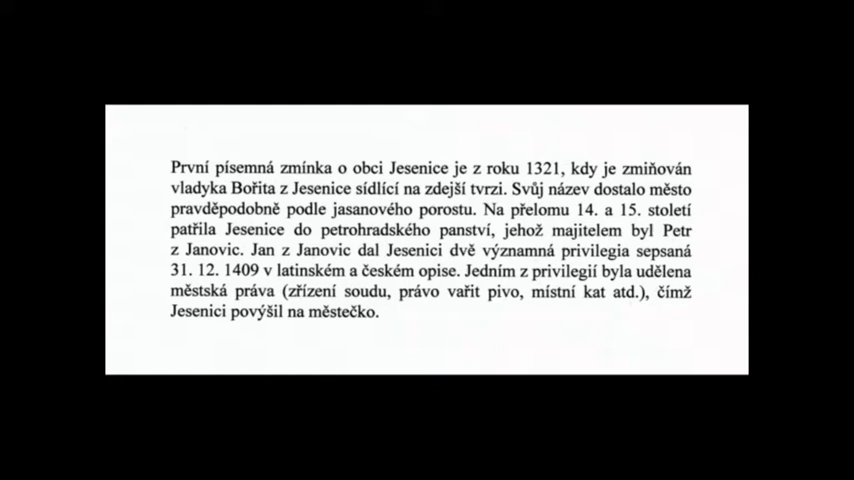 První písemná zmínka o obci Jesenice je z roku 1321, kdy je zmiňován
vladyka Bořita z Jesenice sídlící na zdejší tvrzi. Svůj název dostalo město
pravděpodobně podle jasanového porostu. Na přelomu 14. a 15. století
patřila Jesenice do petrohradského panství, jehož majitelem byl Petr
z Janovic. Jan z Janovic dal Jesenici dvě významná privilegia sepsaná
31. 12. 1409 v latinském a českém opise. Jedním z privilegií byla udělena
městská práva (zřízení soudu, právo vařit pivo, místní kat atd.), čímž
Jesenici povýšil na městečko.